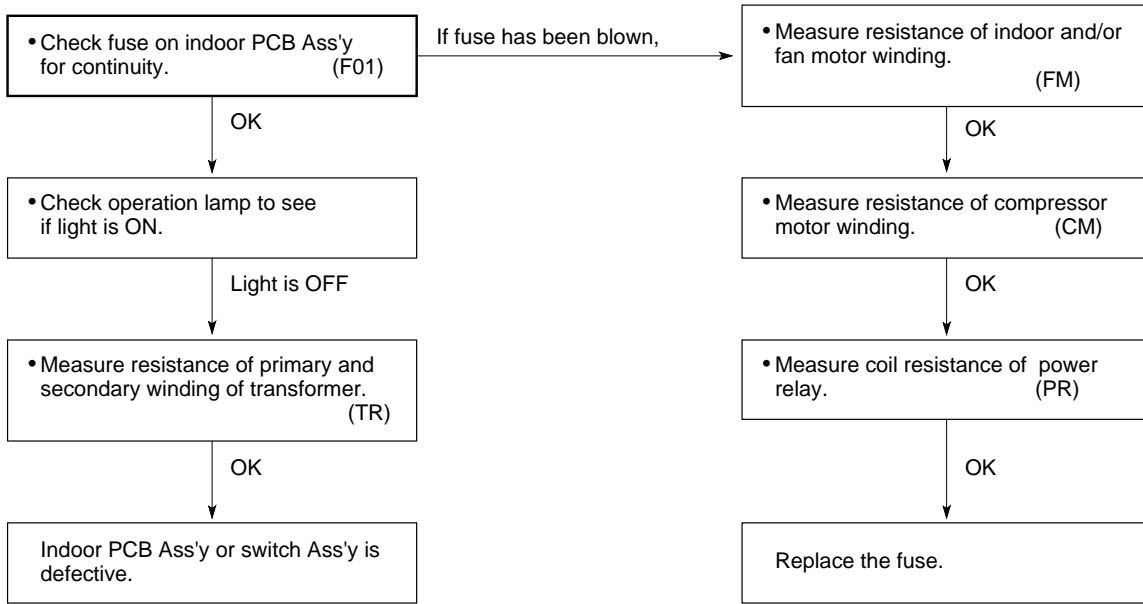 • Check fuse on indoor PCB Ass'y
for continuity. (F01)
If fuse has been blown,
• Measure resistance of indoor and/or
fan motor winding.
(FM)
OK
OK
• Check operation lamp to see
if light is ON.
• Measure resistance of compressor
motor winding. (CM)
Light is OFF
OK
• Measure resistance of primary and
secondary winding of transformer.
(TR)
• Measure coil resistance of power
relay. (PR)
OK
OK
Indoor PCB Ass'y or switch Ass'y is
defective.
Replace the fuse.